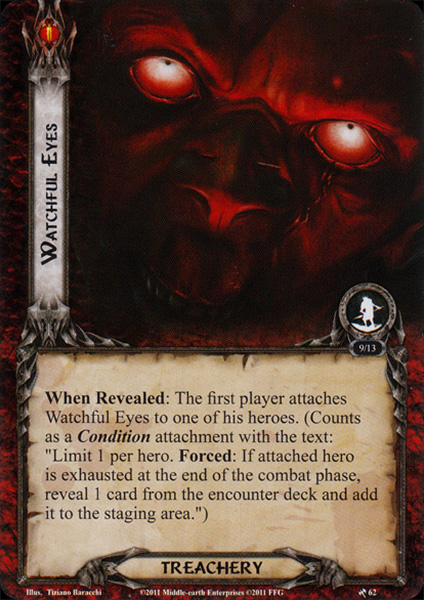 Watchful Eyes
9/13
When Revealed: The first player attaches
Watchful Eyes to one of his heroes. (Counts
as a Condition attachment with the text:
"Limit 1 per hero. Forced: If attached hero
is exhausted at the end of the combat phase,
reveal 1 card from the encounter deck and add
it to the staging area.")
TREACHERY
Illus. Tiziano Baracchi ©2011 Middle-earth Enterprises ©2011 FFG 62